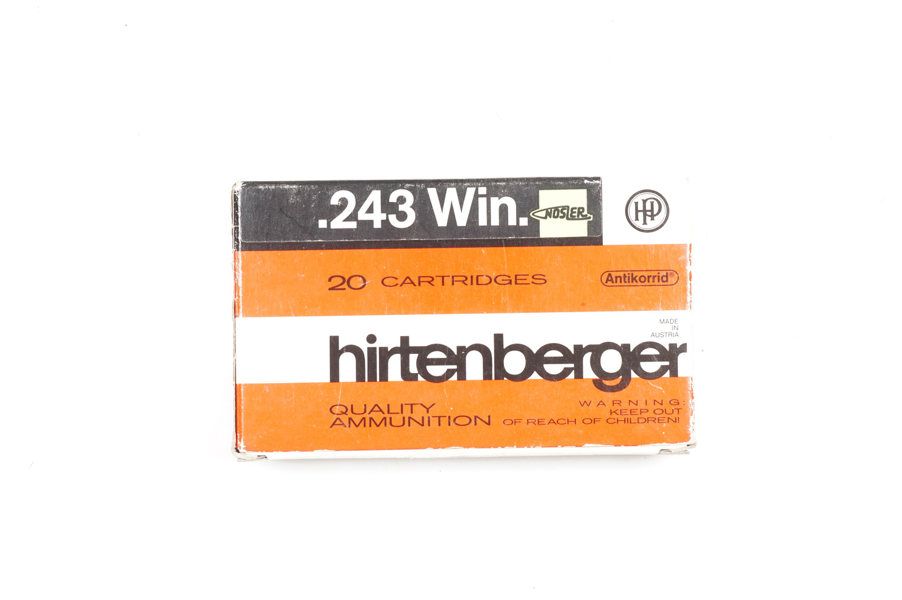 .243 Win.
NOSLER
HP
20 CARTRIDGES
Antikorrid®
MADE
IN
AUSTRIA
hirtenberger
QUALITY
AMMUNITION
WARNING:
KEEP OUT
OF REACH OF CHILDREN!